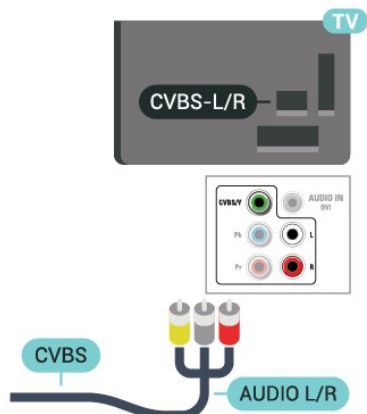 TV
CVBS-L/R
CVBS/Y
AUDIO IN
DVI
Pb
L
Pr
R
CVBS
AUDIO L/R